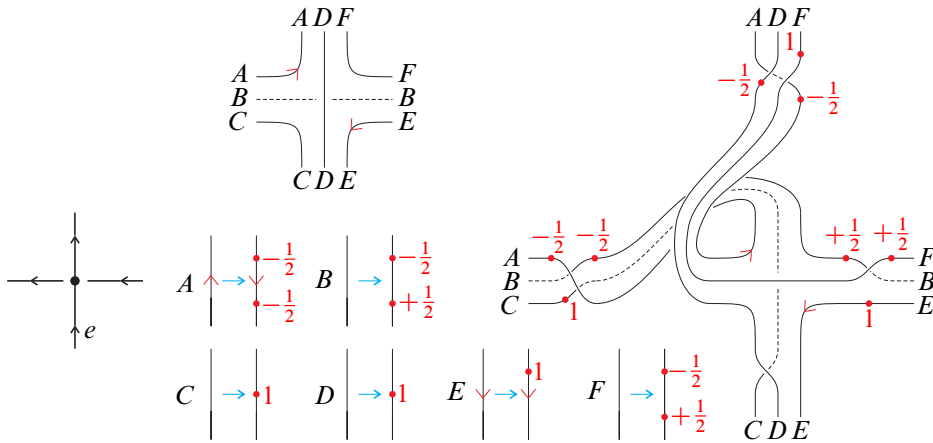 A D F
A F
B B
C E
C D E
e
A −1/2 −1/2
B −1/2 +1/2
C 1
D 1
E 1
F −1/2 +1/2
A D F
1
−1/2
−1/2
−1/2 −1/2 +1/2 +1/2
A F
B B
C E
1 1
C D E